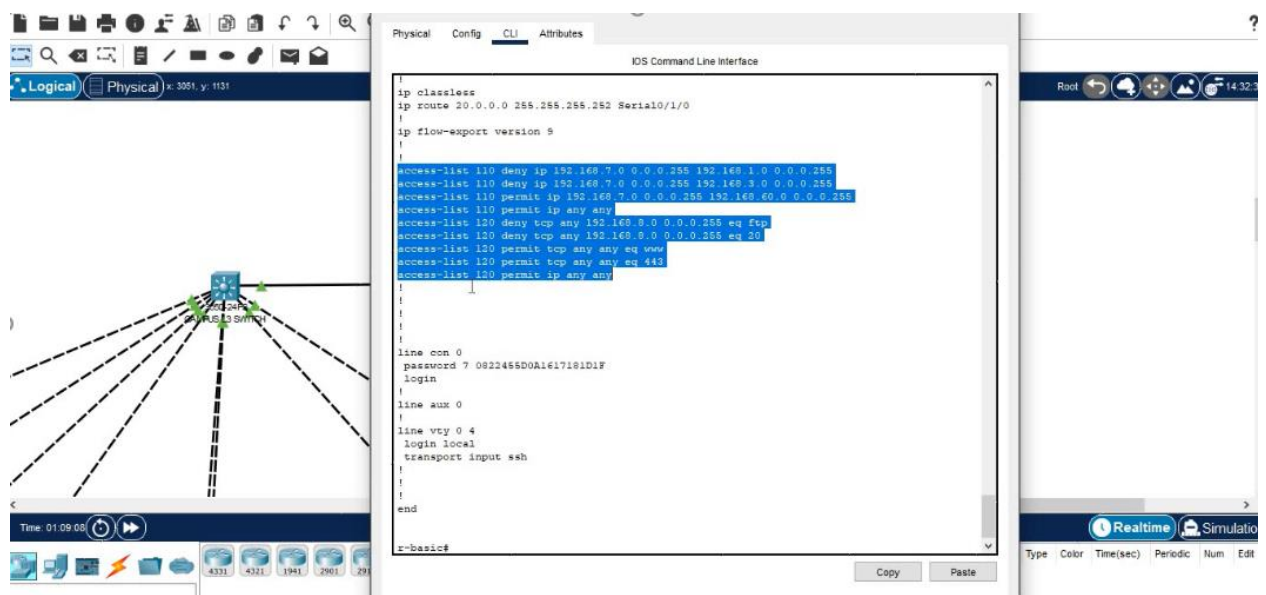 Physical Config CLI Attributes
IOS Command Line Interface
Logical Physical x: 3051, y: 1131
Root 14:32:3
!
ip classless
ip route 20.0.0.0 255.255.255.252 Serial0/1/0
!
ip flow-export version 9
!
!
access-list 110 deny ip 192.168.7.0 0.0.0.255 192.168.1.0 0.0.0.255
access-list 110 deny ip 192.168.7.0 0.0.0.255 192.168.3.0 0.0.0.255
access-list 110 permit ip 192.168.7.0 0.0.0.255 192.168.60.0 0.0.0.255
access-list 110 permit ip any any
access-list 120 deny tcp any 192.168.8.0 0.0.0.255 eq ftp
access-list 120 deny tcp any 192.168.8.0 0.0.0.255 eq 20
access-list 120 permit tcp any any eq www
access-list 120 permit tcp any any eq 443
access-list 120 permit ip any any
!
!
!
!
!
line con 0
password 7 0822455D0A1617181D1F
login
!
line aux 0
!
line vty 0 4
login local
transport input ssh
!
!
!
end
r-basic#
L3 SWITCH
Time: 01:09:08
Realtime Simulatio
4331 4321 1941 2901 291
Copy Paste
Type Color Time(sec) Periodic Num Edit
?